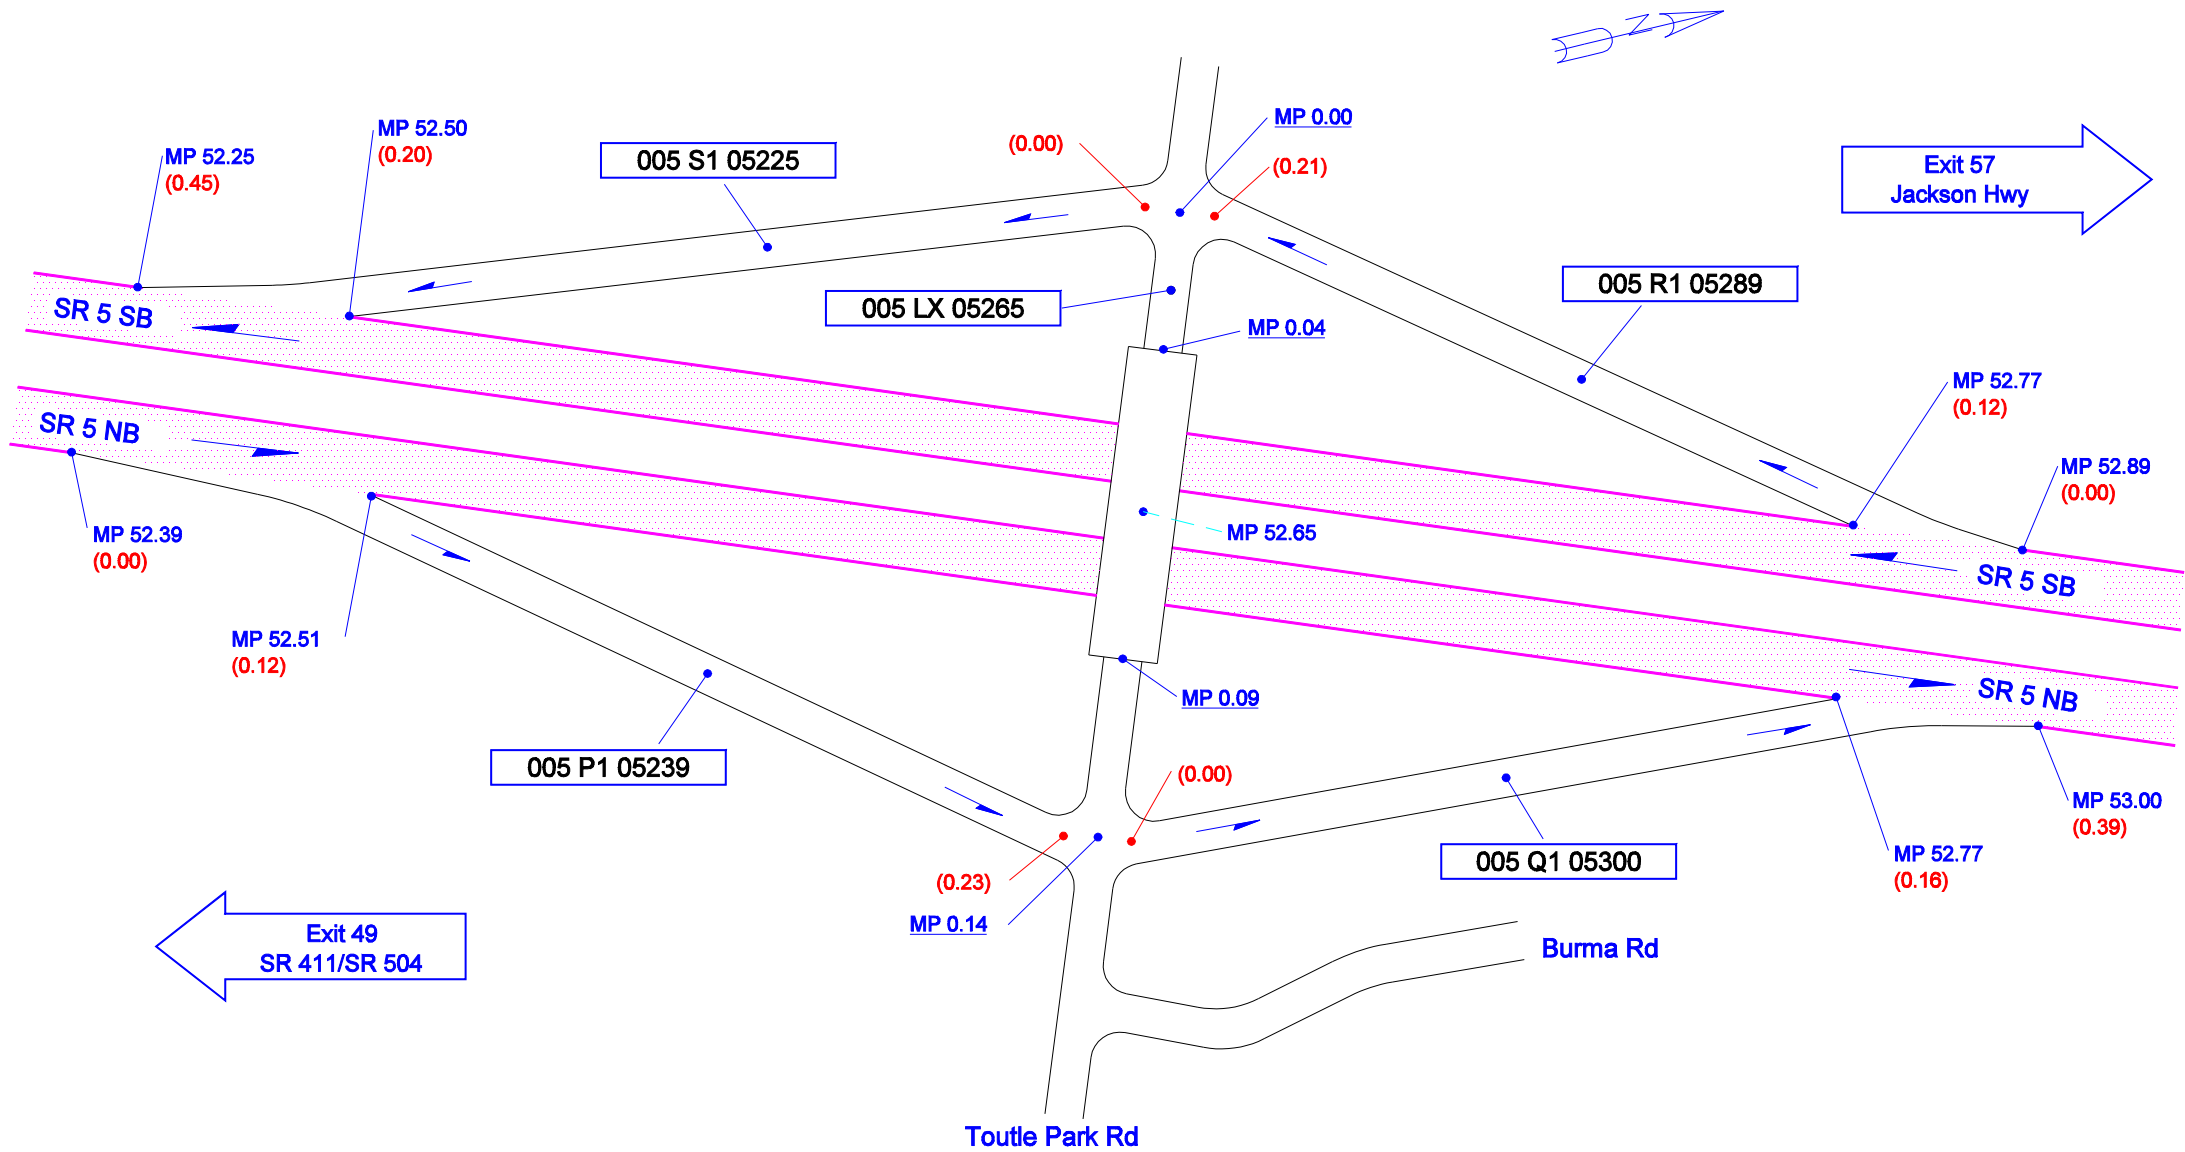 N
MP 0.00
MP 52.50
(0.20)
(0.00)
MP 52.25
(0.45)
005 S1 05225
(0.21)
Exit 57
Jackson Hwy
005 R1 05289
005 LX 05265
SR 5 SB
MP 0.04
MP 52.77
(0.12)
SR 5 NB
MP 52.89
(0.00)
MP 52.39
(0.00)
MP 52.65
SR 5 SB
MP 52.51
(0.12)
MP 0.09
SR 5 NB
005 P1 05239
(0.00)
MP 53.00
(0.39)
005 Q1 05300
MP 52.77
(0.16)
(0.23)
MP 0.14
Exit 49
SR 411/SR 504
Burma Rd
Toutle Park Rd